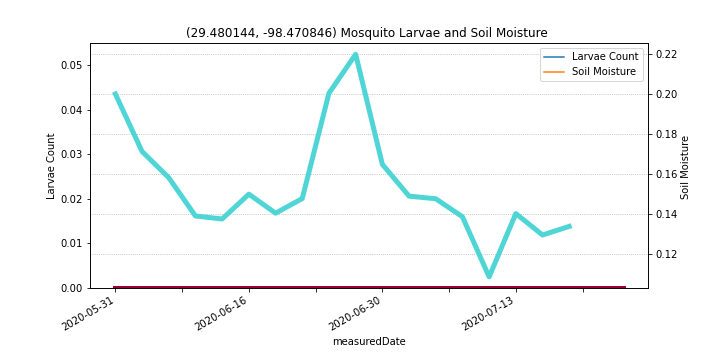 (29.480144, -98.470846) Mosquito Larvae and Soil Moisture
Larvae Count
Soil Moisture
0.05
0.04
0.03
0.02
0.01
0.00
Larvae Count
0.22
0.20
0.18
0.16
0.14
0.12
Soil Moisture
2020-05-31
2020-06-16
2020-06-30
2020-07-13
measuredDate